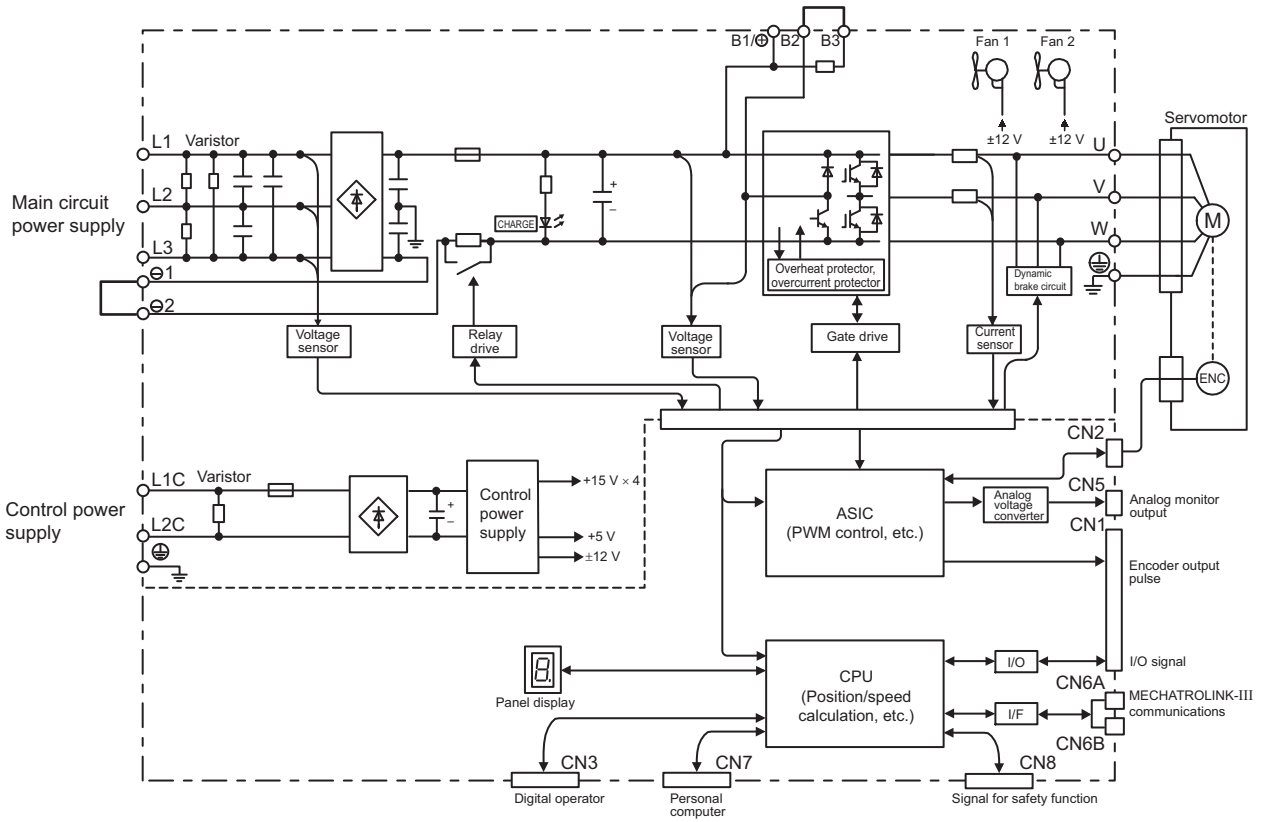 B1/⊕ B2 B3
Fan 1 Fan 2
±12 V ±12 V
Servomotor
L1 Varistor
U
Main circuit
power supply
L2
V
CHARGE
+
–
W
M
L3
⊖1
⊖2
Overheat protector,
overcurrent protector
Dynamic
brake circuit
Voltage
sensor
Relay
drive
Voltage
sensor
Gate drive
Current
sensor
ENC
CN2
L1C Varistor
Control power
supply
L2C
+
–
Control
power
supply
+15 V × 4
+5 V
±12 V
ASIC
(PWM control, etc.)
Analog
voltage
converter
CN5
Analog monitor
output
CN1
Encoder output
pulse
8.
Panel display
CPU
(Position/speed
calculation, etc.)
I/O
I/O signal
CN6A
I/F
MECHATROLINK-III
communications
CN6B
CN3
CN7
CN8
Digital operator
Personal
computer
Signal for safety function